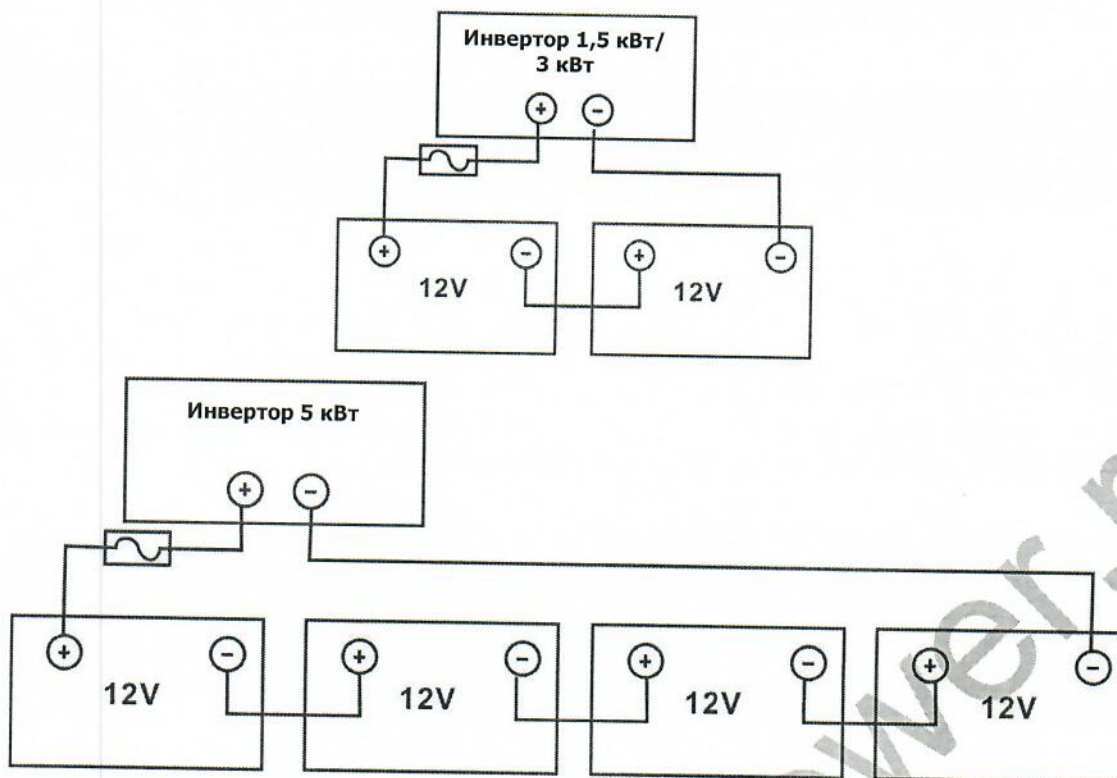 Инвертор 1,5 кВт/
3 кВт
+ −
+ − + −
12V 12V
Инвертор 5 кВт
+ −
+ − + − + − + −
12V 12V 12V 12V